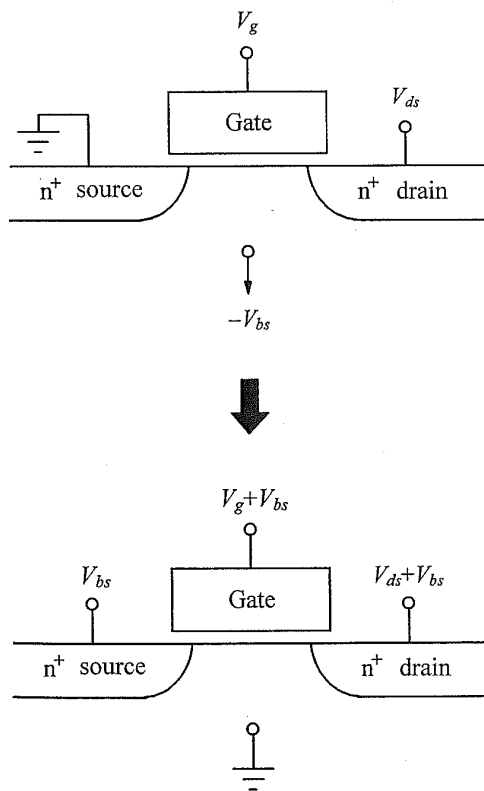 V_g
Gate
V_ds
n+ source
n+ drain
−V_bs
V_g+V_bs
V_bs
Gate
V_ds+V_bs
n+ source
n+ drain